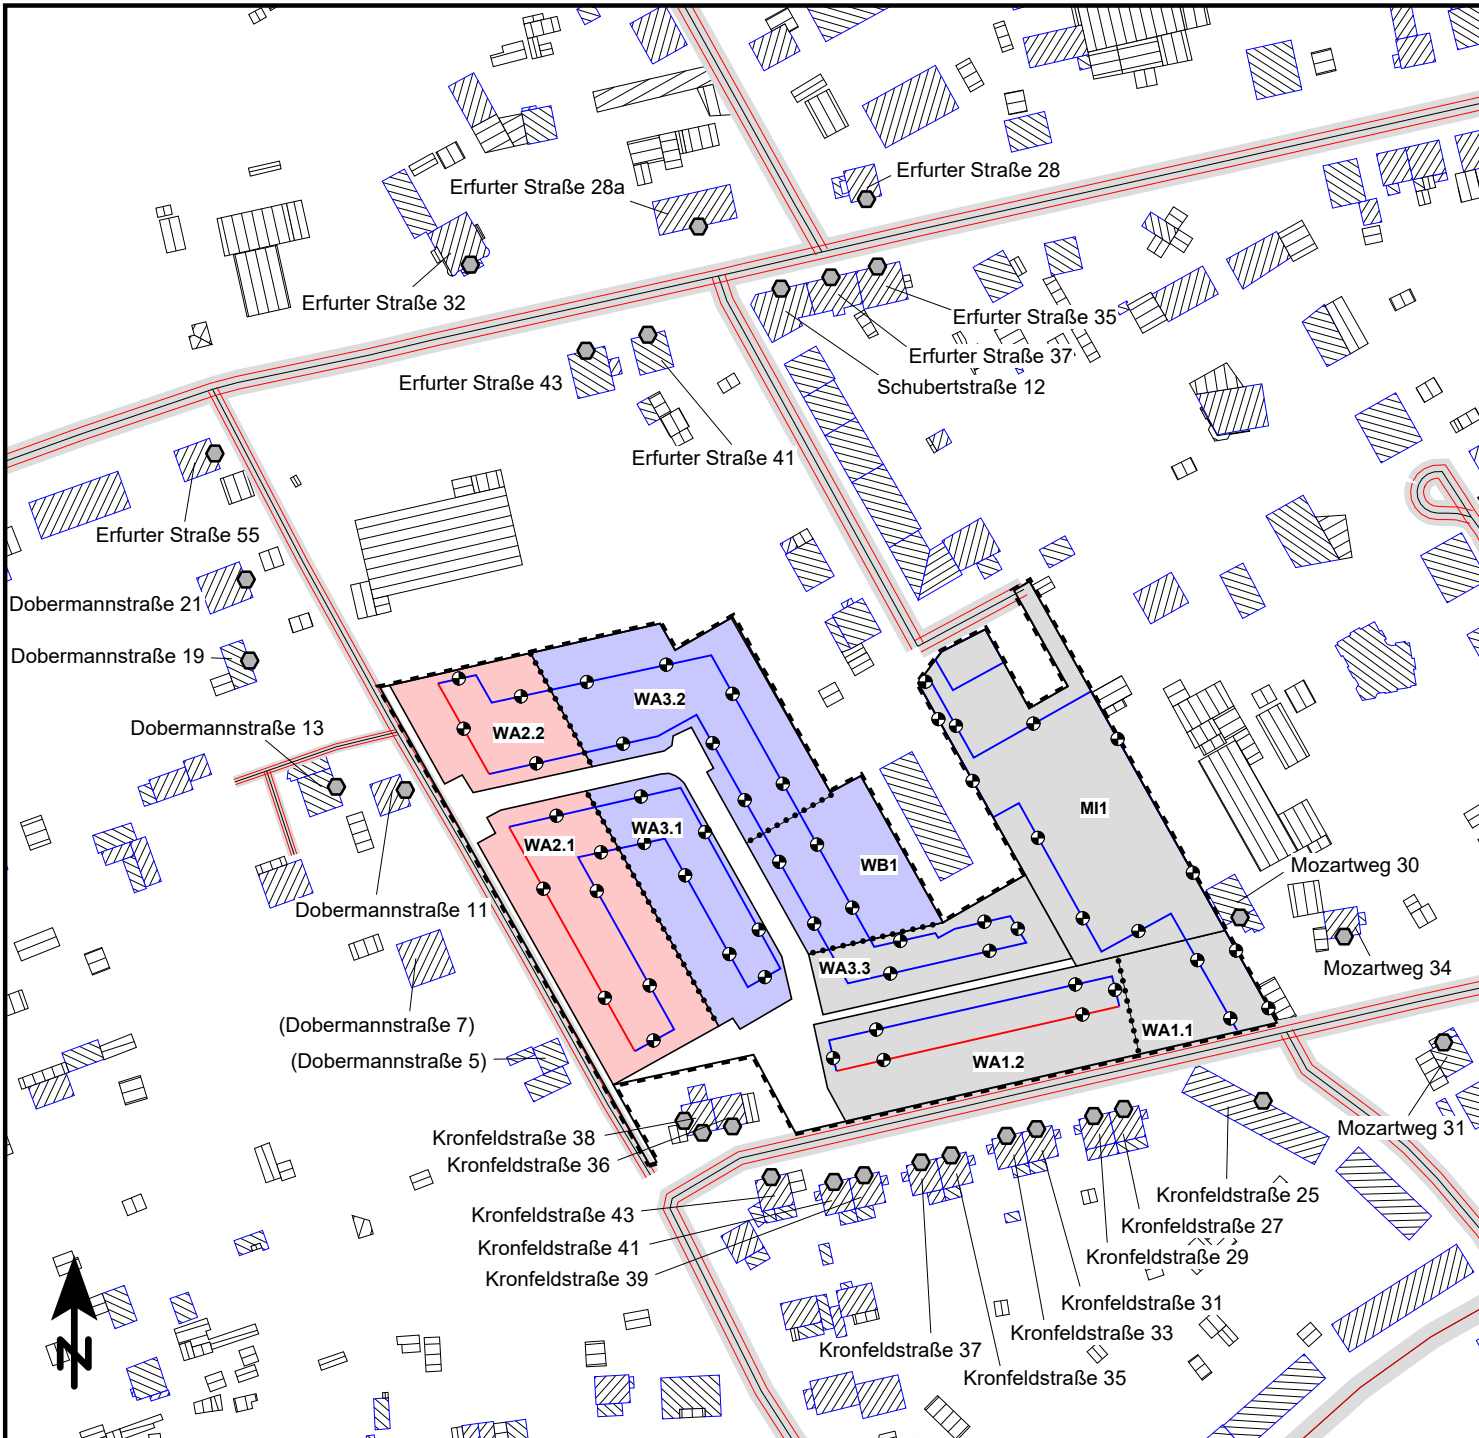 Erfurter Straße 28
Erfurter Straße 28a
Erfurter Straße 32
Erfurter Straße 35
Erfurter Straße 37
Erfurter Straße 43
Schubertstraße 12
Erfurter Straße 41
Erfurter Straße 55
Dobermannstraße 21
Dobermannstraße 19
WA3.2
Dobermannstraße 13
WA2.2
MI1
WA3.1
WA2.1
WB1
Mozartweg 30
Dobermannstraße 11
WA3.3
Mozartweg 34
(Dobermannstraße 7)
WA1.1
(Dobermannstraße 5)
WA1.2
Mozartweg 31
Kronfeldstraße 38
Kronfeldstraße 36
Kronfeldstraße 25
Kronfeldstraße 43
Kronfeldstraße 27
Kronfeldstraße 41
Kronfeldstraße 29
Kronfeldstraße 39
Kronfeldstraße 31
Kronfeldstraße 33
Kronfeldstraße 37
Kronfeldstraße 35
N